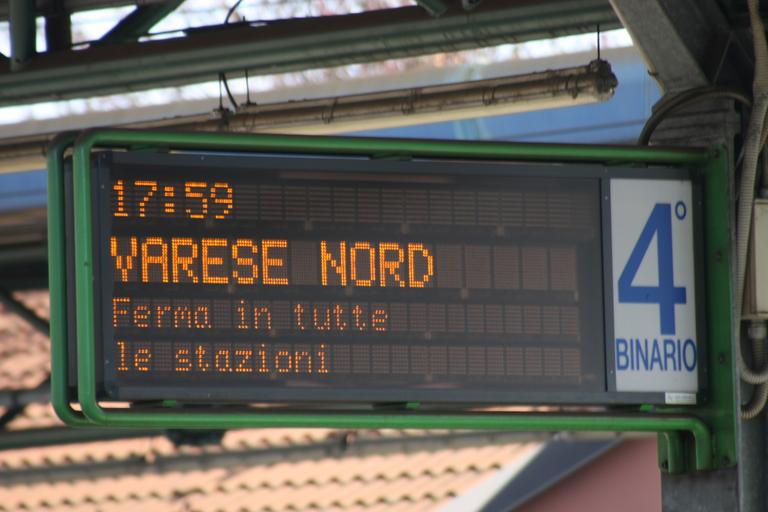 17:59
VARESE NORD
Ferma in tutte
le stazioni
4°
BINARIO